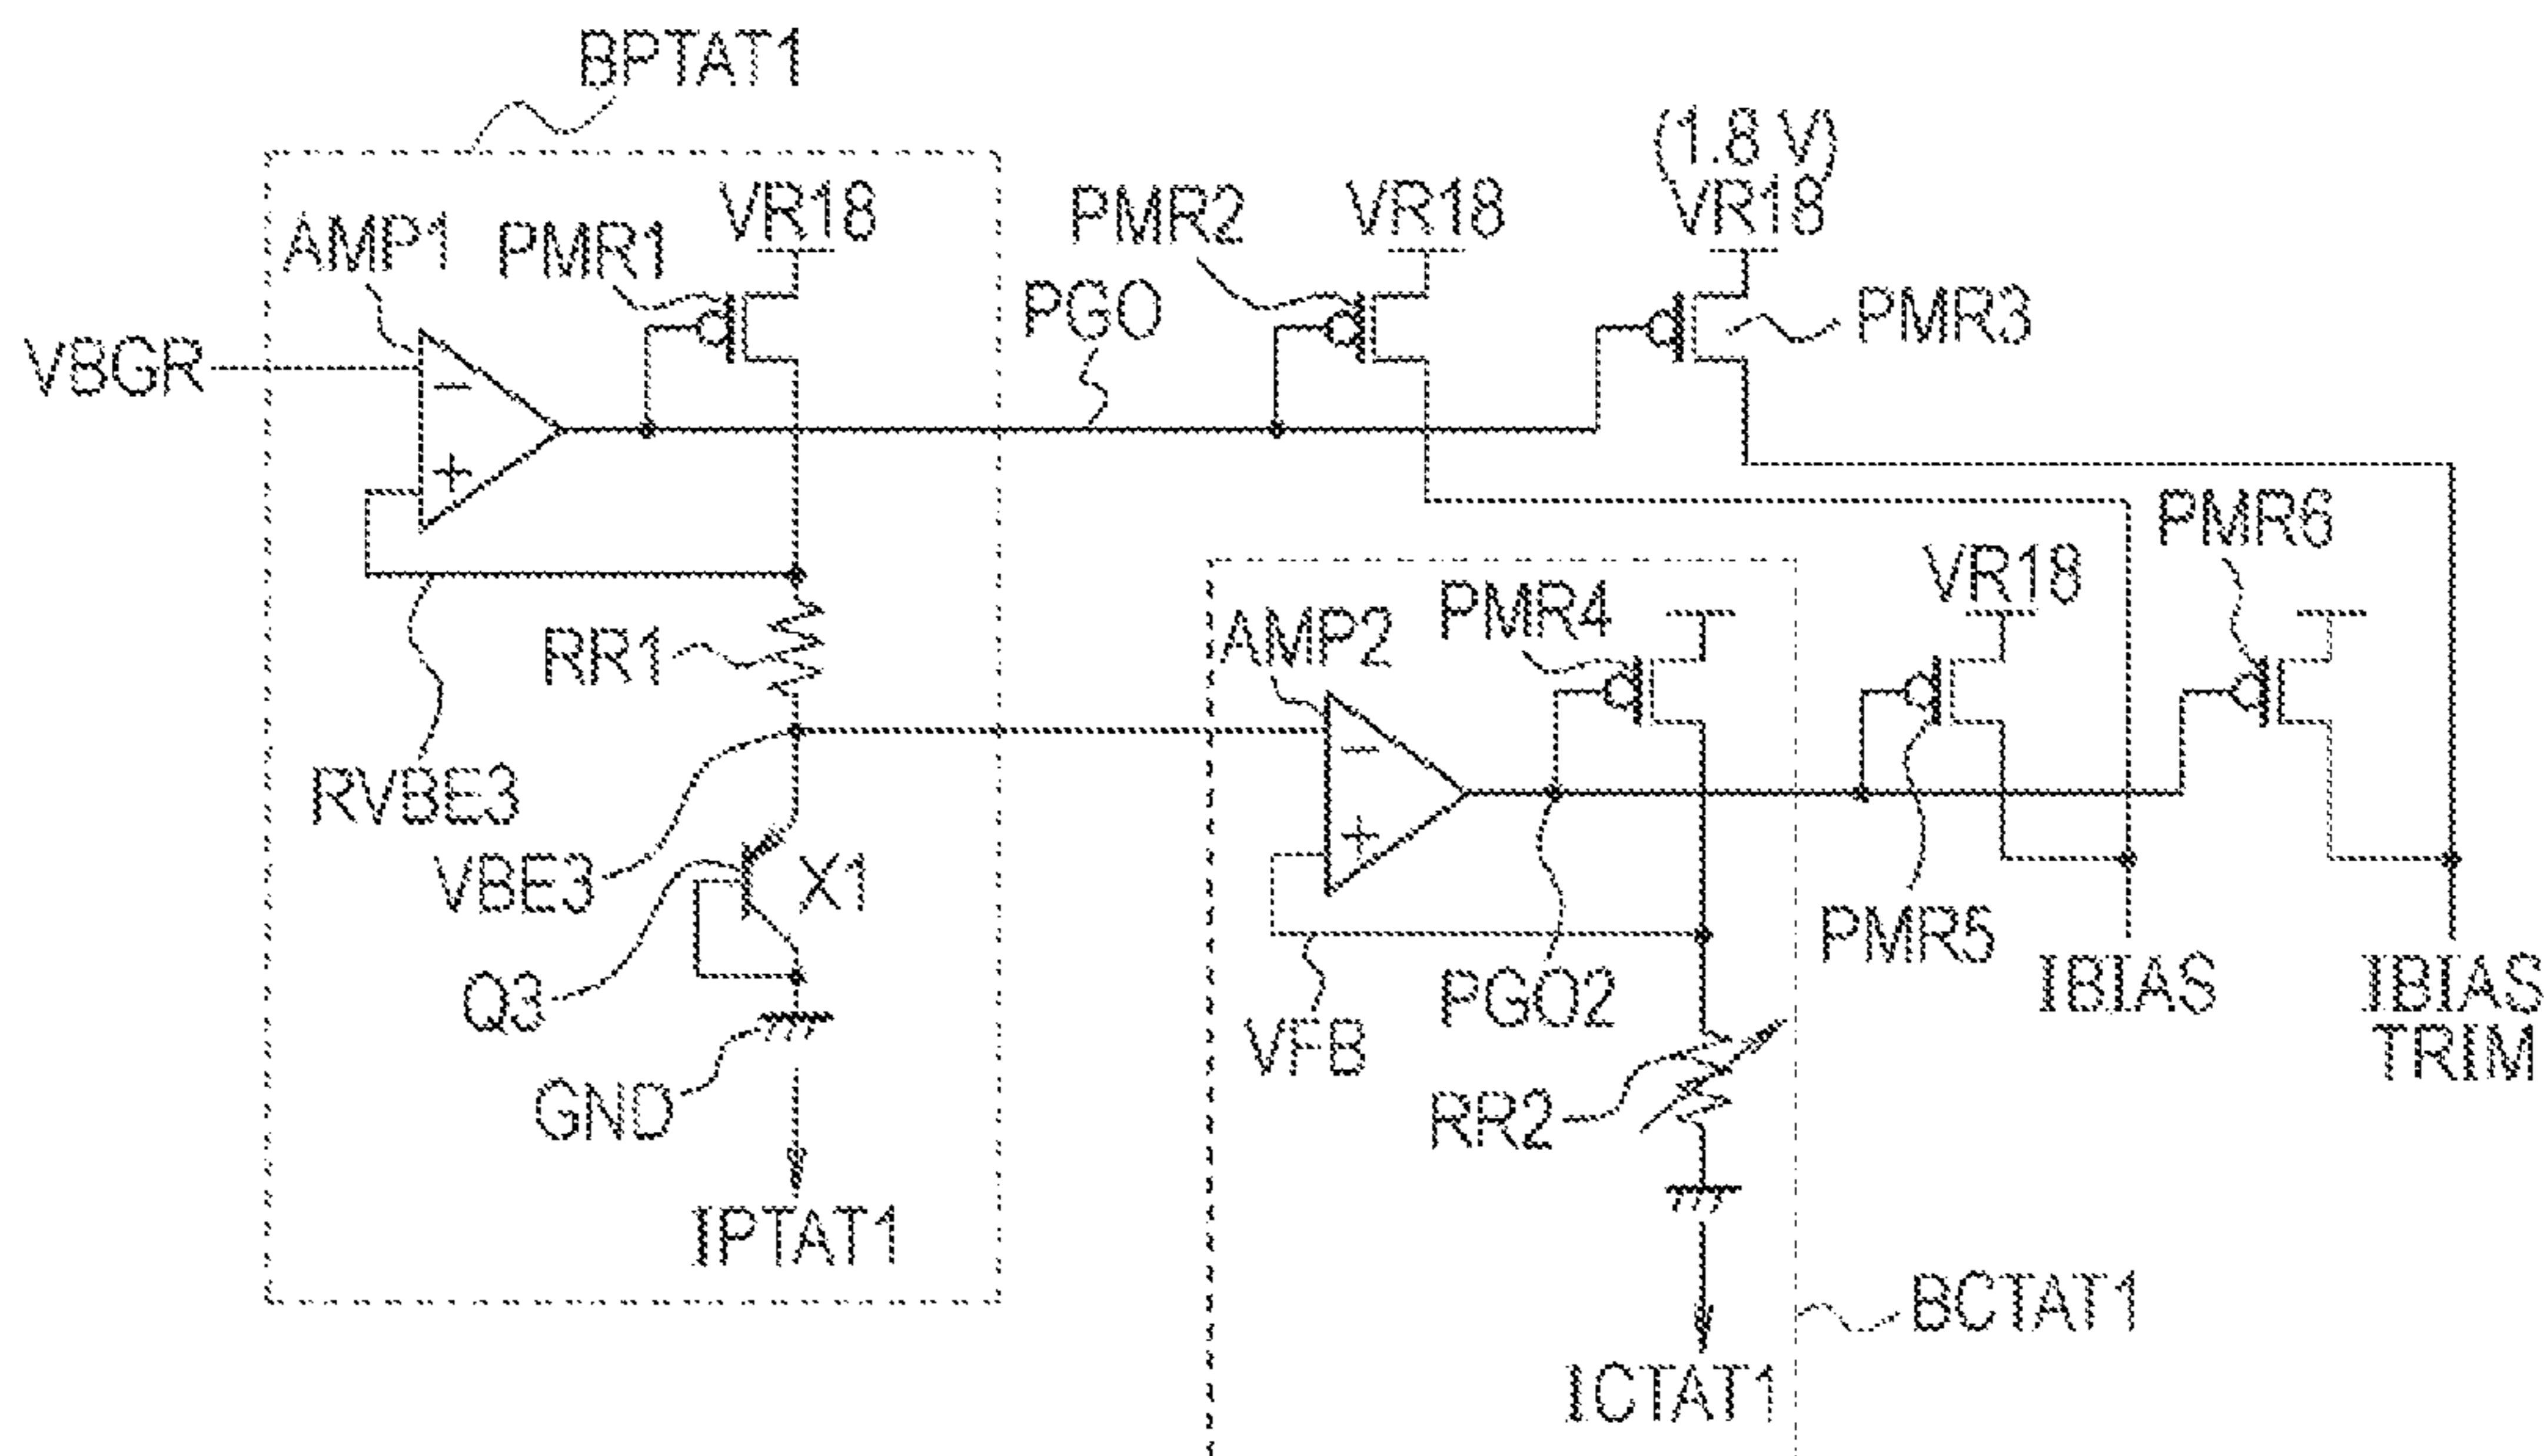 BPTAT1
(1.8 V)
AMP1
PMR1
VR18
PMR2
VR18
VR18
PGO
PMR3
VBGR
−
+
PMR6
VR18
PMR4
AMP2
RR1
RVBE3
−
+
VBE3
X1
PMR5
Q3
VFB
PGO2
IBIAS
IBIAS
TRIM
GND
RR2
IPTAT1
BCTAT1
ICTAT1